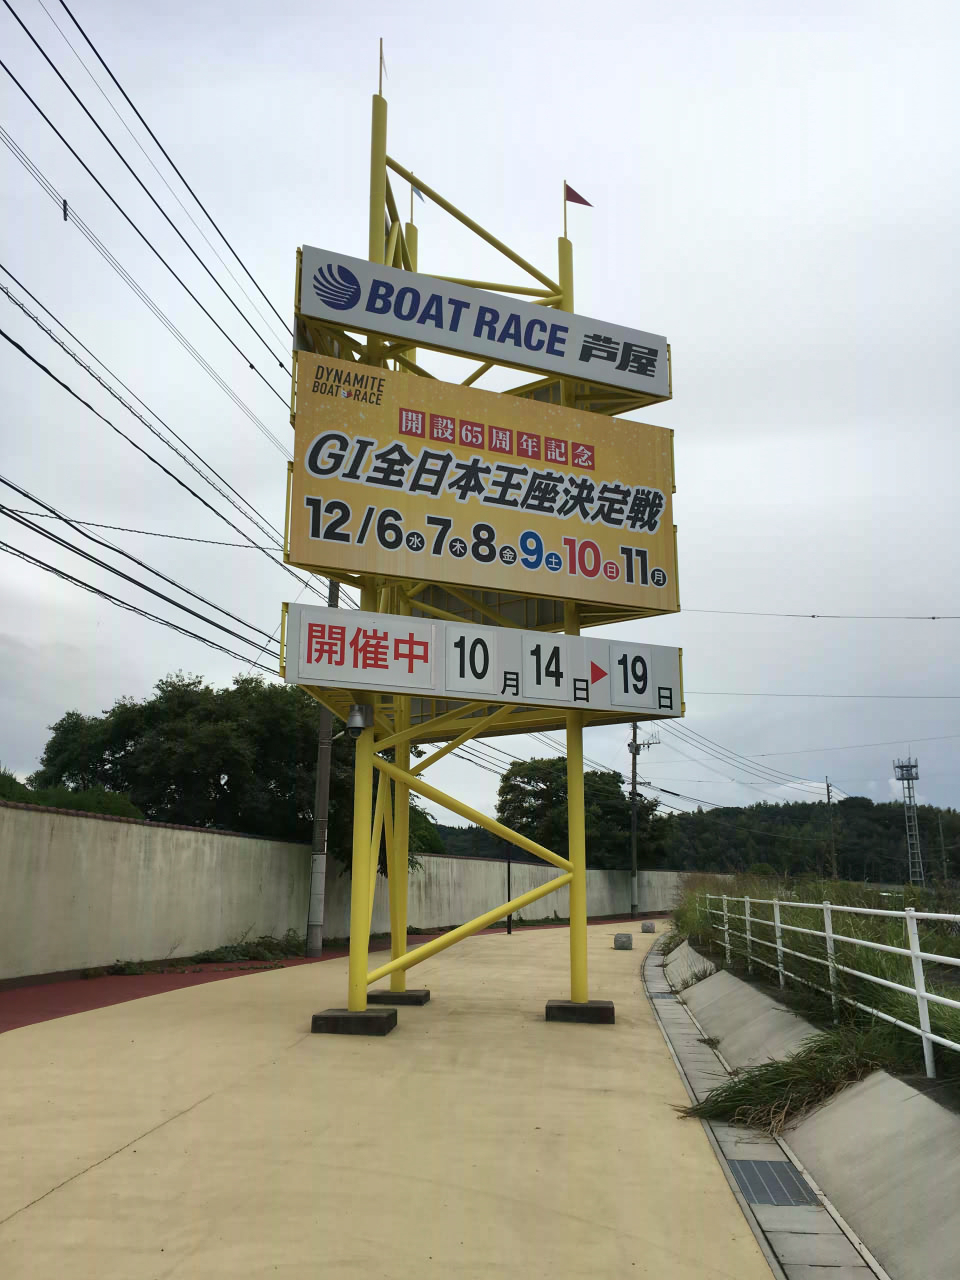 BOAT RACE 芦屋
DYNAMITE
BOAT RACE
開設65周年記念
GI全日本王座決定戦
12/6水7木8金9土10日11月
開催中 10月14日▶19日